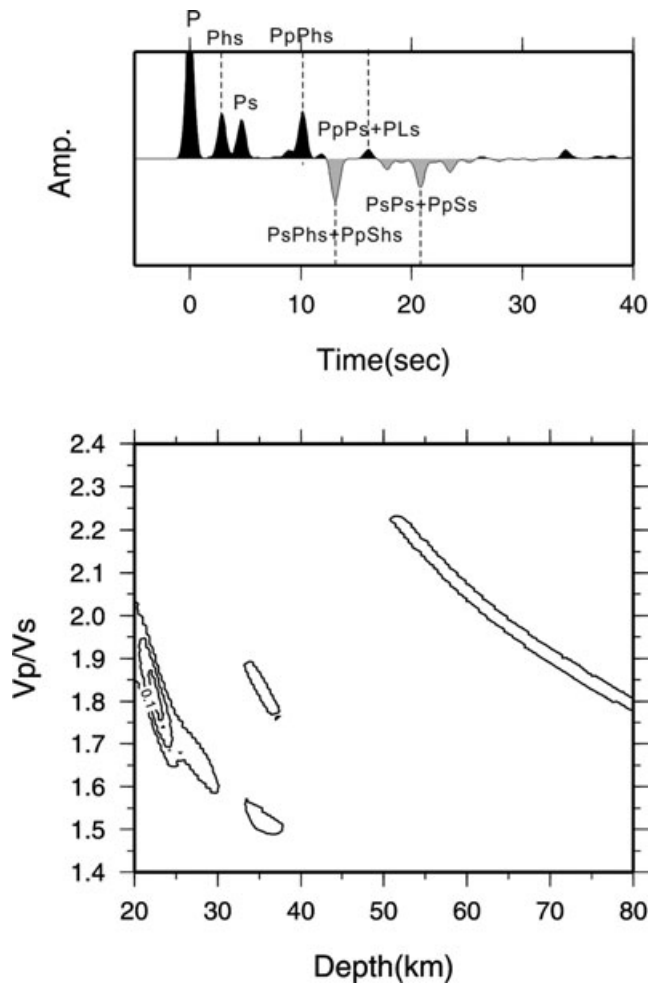 P
Phs
PpPhs
Ps
PpPs+PLs
PsPs+PpSs
PsPhs+PpShs
Amp.
0 10 20 30 40
Time(sec)
2.4
2.3
2.2
2.1
2.0
1.9
1.8
1.7
1.6
1.5
1.4
0.1
Vp/Vs
20 30 40 50 60 70 80
Depth(km)